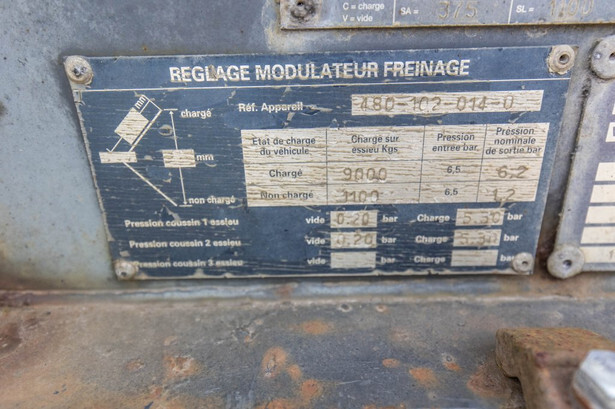 C = charge
V = vide
SA =
SL =
REGLAGE MODULATEUR FREINAGE
mm
chargé
Réf. Appareil 480-102-014-0
mm
non chargé
Etat de charge du véhicule
Charge sur essieu Kgs
Pression entrée bar
Pression nominale de sortie bar
Chargé 9000 6,5 6.2
Non chargé 1100 6,5 1.2
Pression coussin 1 essieu vide 0.20 bar Charge 5.30 bar
Pression coussin 2 essieu vide 0.20 bar Charge 5.30 bar
Pression coussin 3 essieu vide bar Charge bar